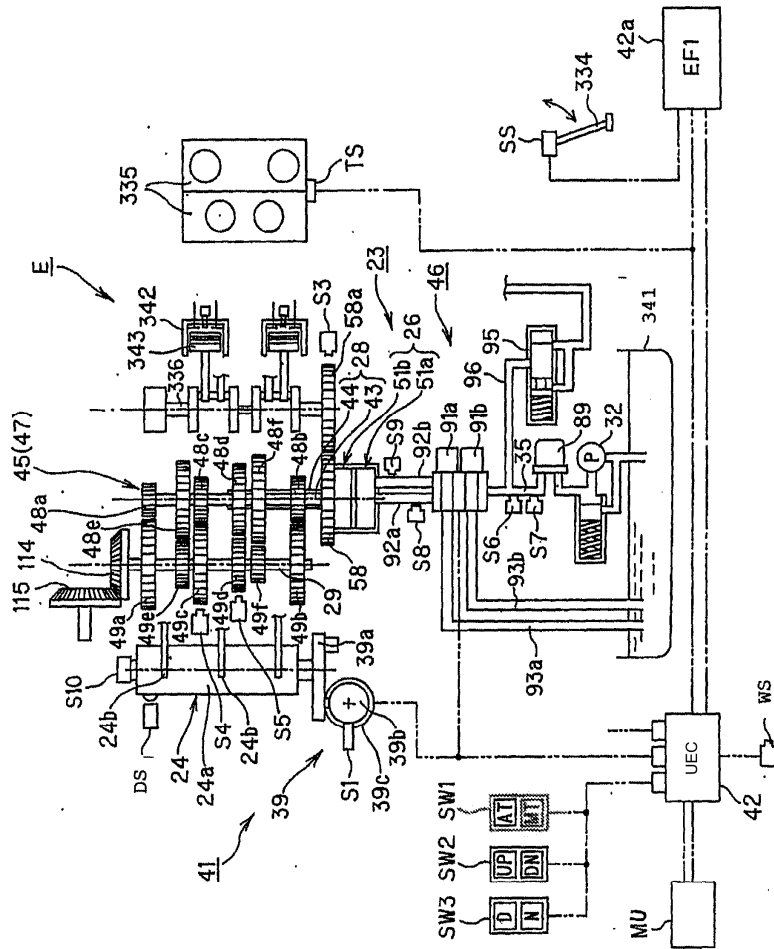 E
335
TS
42a
EF1
SS
334
342
343
336
S3
58a
23
28
44
43
26
51b
51a
46
45(47)
48a
48e
114
115
48c
48d
48f
48b
49a
49e
49c
49d
49f
49b
29
58
S9
92b
92a
S8
91a
91b
96
95
341
35
89
32
P
S6
S7
93b
93a
S10
24b
DS
24
24a
S4
24b
S5
39a
39
S1
39c
39b
41
SW1
AT
MT
SW2
UP
DN
SW3
D
N
UEC
42
WS
MU